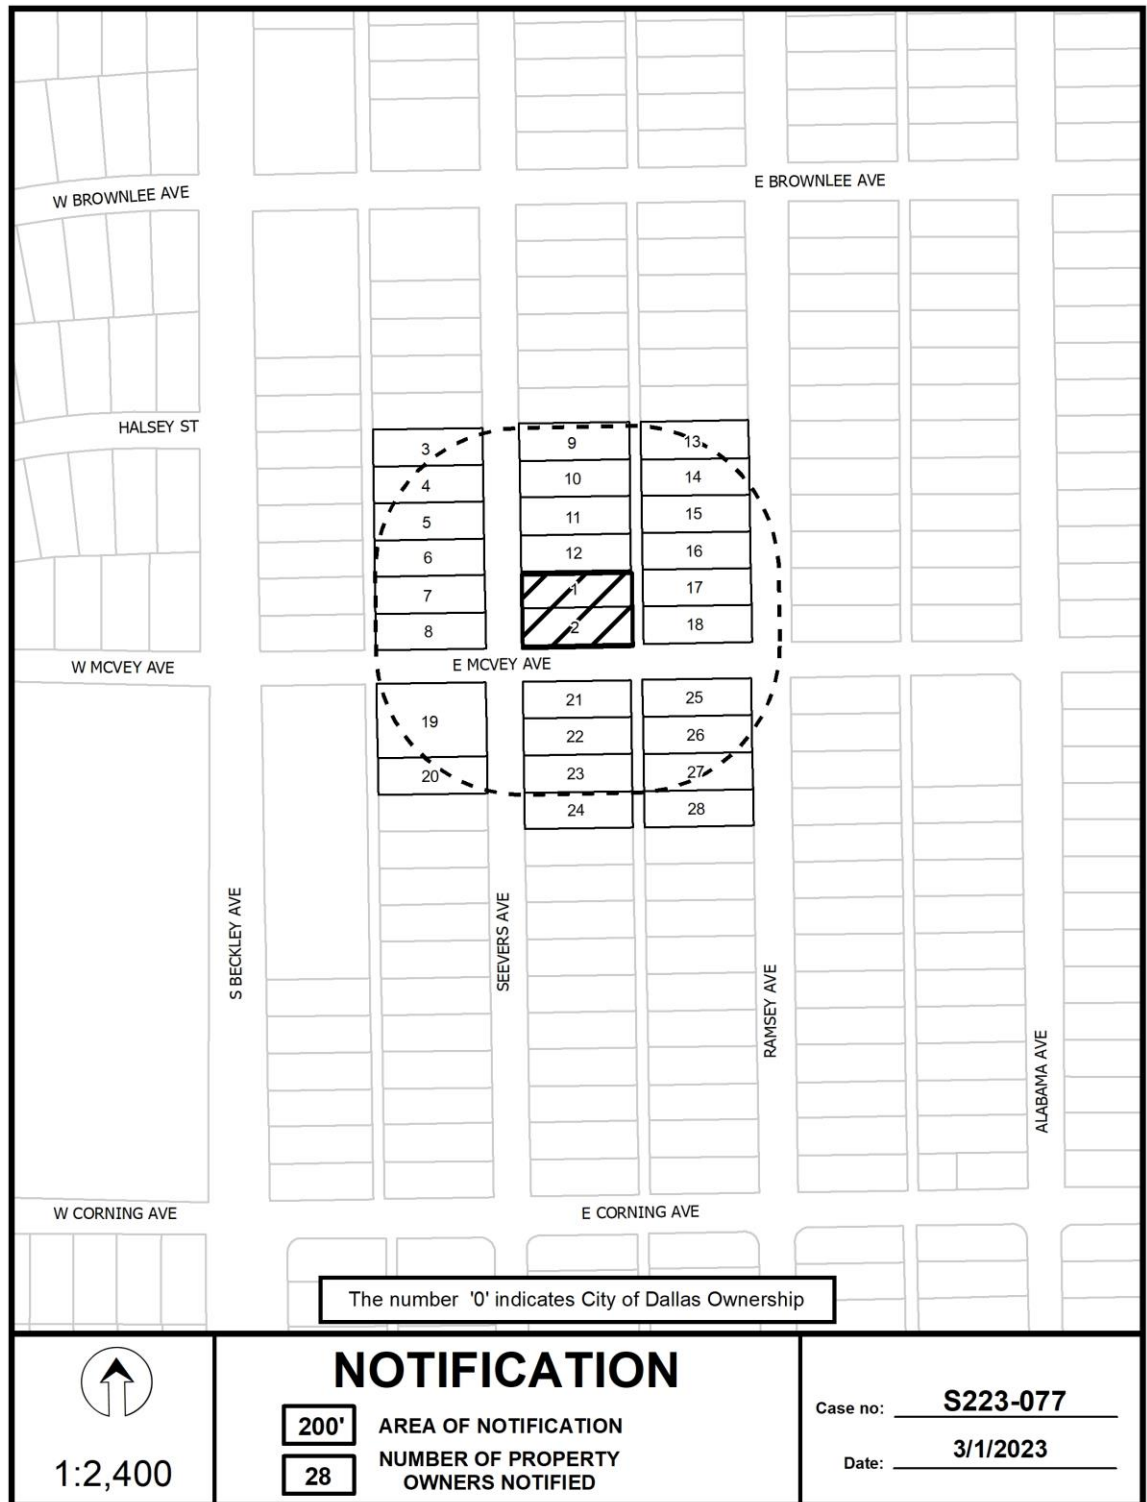 W BROWNLEE AVE
E BROWNLEE AVE
HALSEY ST
3
9
13
4
10
14
5
11
15
6
12
16
7
1
17
8
2
18
W MCVEY AVE
E MCVEY AVE
19
21
25
22
26
20
23
27
24
28
S BECKLEY AVE
SEEVERS AVE
RAMSEY AVE
ALABAMA AVE
W CORNING AVE
E CORNING AVE
The number '0' indicates City of Dallas Ownership
1:2,400
NOTIFICATION
200' AREA OF NOTIFICATION
28 NUMBER OF PROPERTY
OWNERS NOTIFIED
Case no: S223-077
Date: 3/1/2023